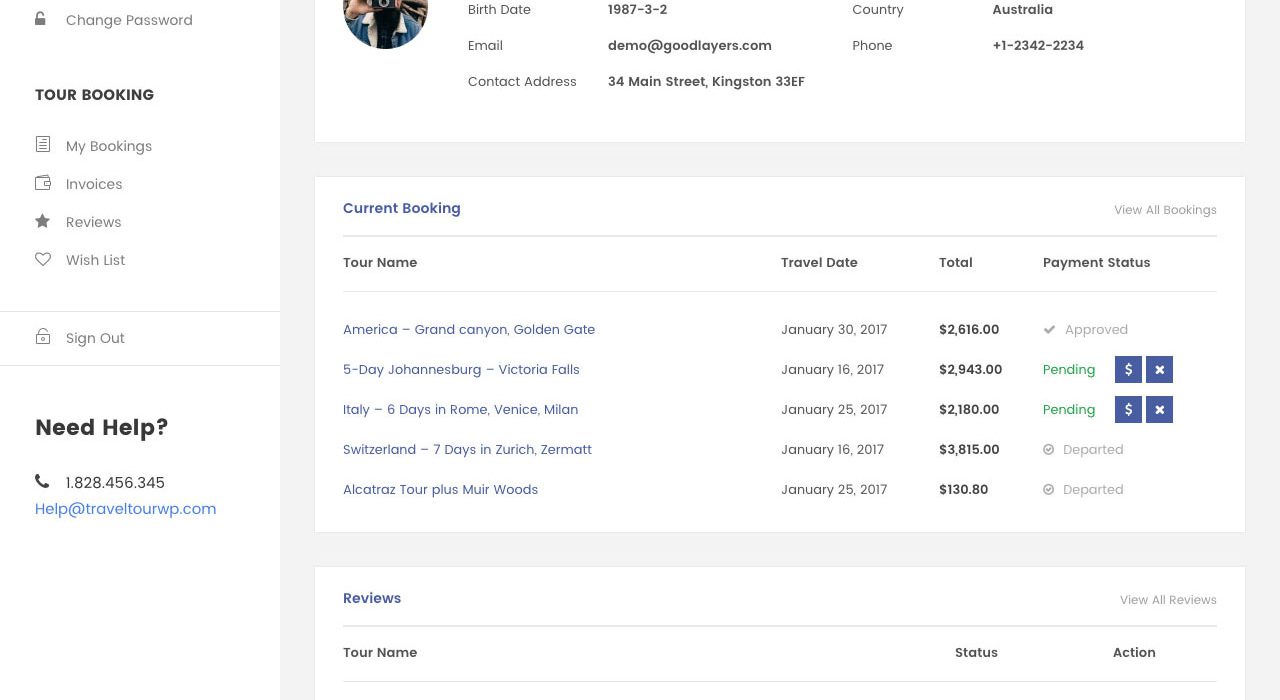 Change Password
TOUR BOOKING
My Bookings
Invoices
Reviews
Wish List
Sign Out
Need Help?
1.828.456.345
Help@traveltourwp.com
Birth Date 1987-3-2 Country Australia
Email demo@goodlayers.com Phone +1-2342-2234
Contact Address 34 Main Street, Kingston 33EF
Current Booking View All Bookings
Tour Name Travel Date Total Payment Status
America – Grand canyon, Golden Gate January 30, 2017 $2,616.00 Approved
5-Day Johannesburg – Victoria Falls January 16, 2017 $2,943.00 Pending $
Italy – 6 Days in Rome, Venice, Milan January 25, 2017 $2,180.00 Pending $
Switzerland – 7 Days in Zurich, Zermatt January 16, 2017 $3,815.00 Departed
Alcatraz Tour plus Muir Woods January 25, 2017 $130.80 Departed
Reviews View All Reviews
Tour Name Status Action